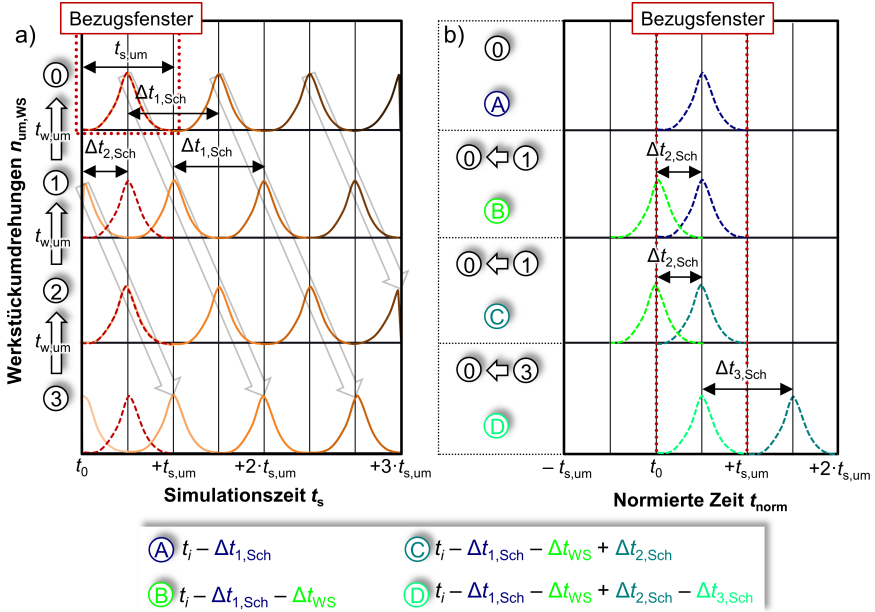 Bezugsfenster
Bezugsfenster
a)
b)
t_s,um
Δt_1,Sch
Δt_2,Sch
Δt_1,Sch
Werkstückumdrehungen n_um,WS
0
t_w,um
1
t_w,um
2
t_w,um
3
t_0
+t_s,um
+2·t_s,um
+3·t_s,um
Simulationszeit t_s
0
A
0 ⇦ 1
B
Δt_2,Sch
0 ⇦ 1
C
Δt_2,Sch
0 ⇦ 3
D
Δt_3,Sch
– t_s,um
t_0
+t_s,um
+2·t_s,um
Normierte Zeit t_norm
A t_i – Δt_1,Sch
B t_i – Δt_1,Sch – Δt_WS
C t_i – Δt_1,Sch – Δt_WS + Δt_2,Sch
D t_i – Δt_1,Sch – Δt_WS + Δt_2,Sch – Δt_3,Sch